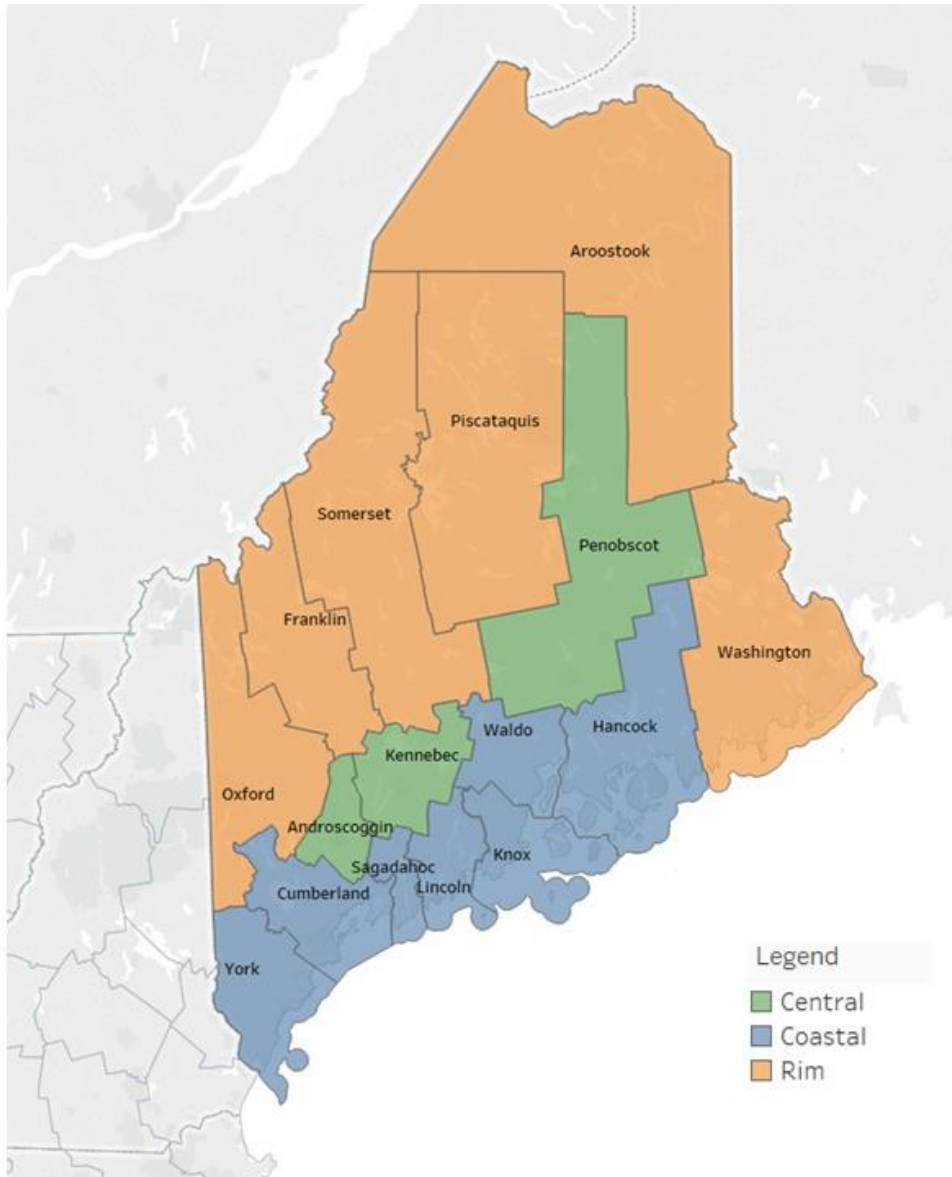 Aroostook
Piscataquis
Somerset
Penobscot
Franklin
Washington
Waldo
Hancock
Kennebec
Oxford
Androscoggin
Knox
Sagadahoc
Lincoln
Cumberland
York
Legend
Central
Coastal
Rim